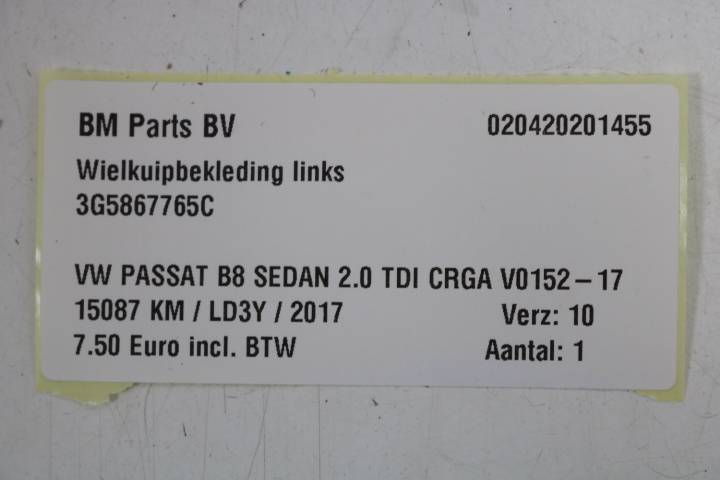 BM Parts BV 020420201455
Wielkuipbekleding links
3G5867765C
VW PASSAT B8 SEDAN 2.0 TDI CRGA V0152-17
15087 KM / LD3Y / 2017 Verz: 10
7.50 Euro incl. BTW Aantal: 1